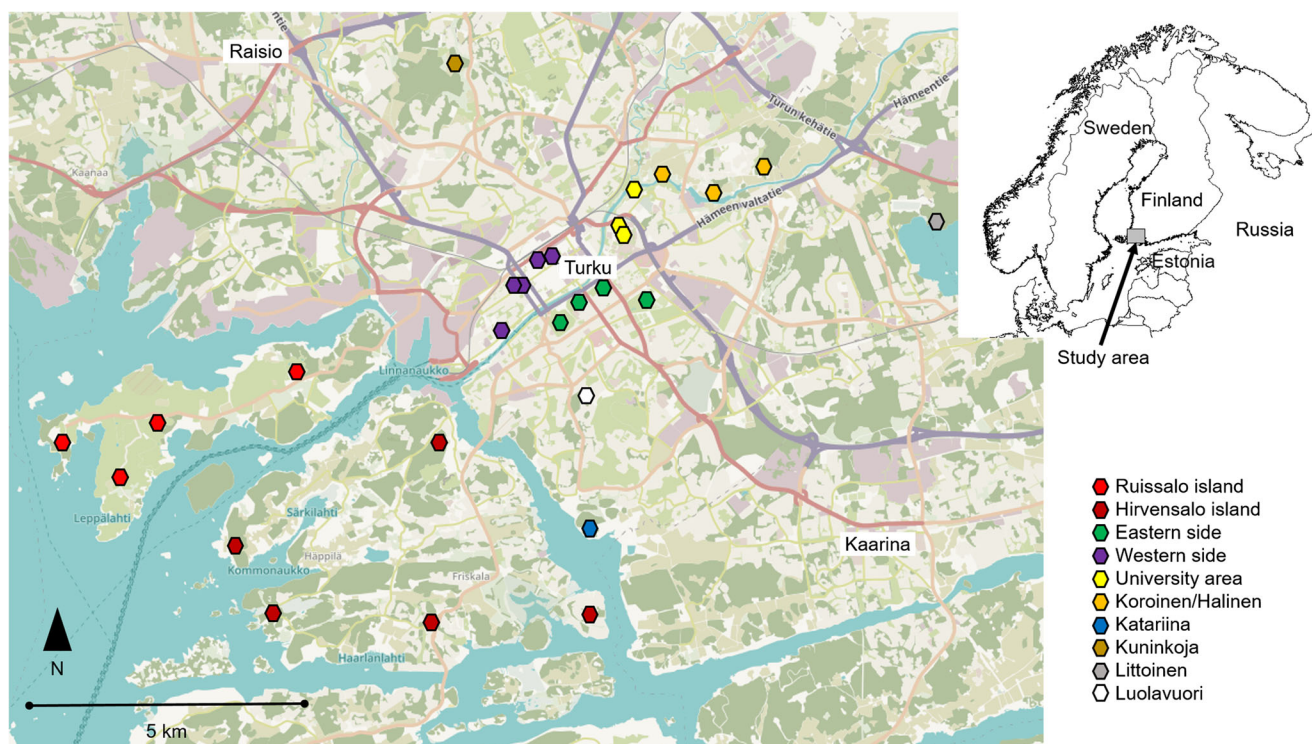 Raisio
Turun kehätie
Hämeentie
Kaanaa
Hämeen valtatie
Turku
Linnanaukko
Leppälahti
Särkilahti
Häppilä
Kommonaukko
Friskala
Kaarina
Haarlanlahti
N
5 km
Sweden
Finland
Russia
Estonia
Study area
Ruissalo island
Hirvensalo island
Eastern side
Western side
University area
Koroinen/Halinen
Katariina
Kuninkoja
Littoinen
Luolavuori